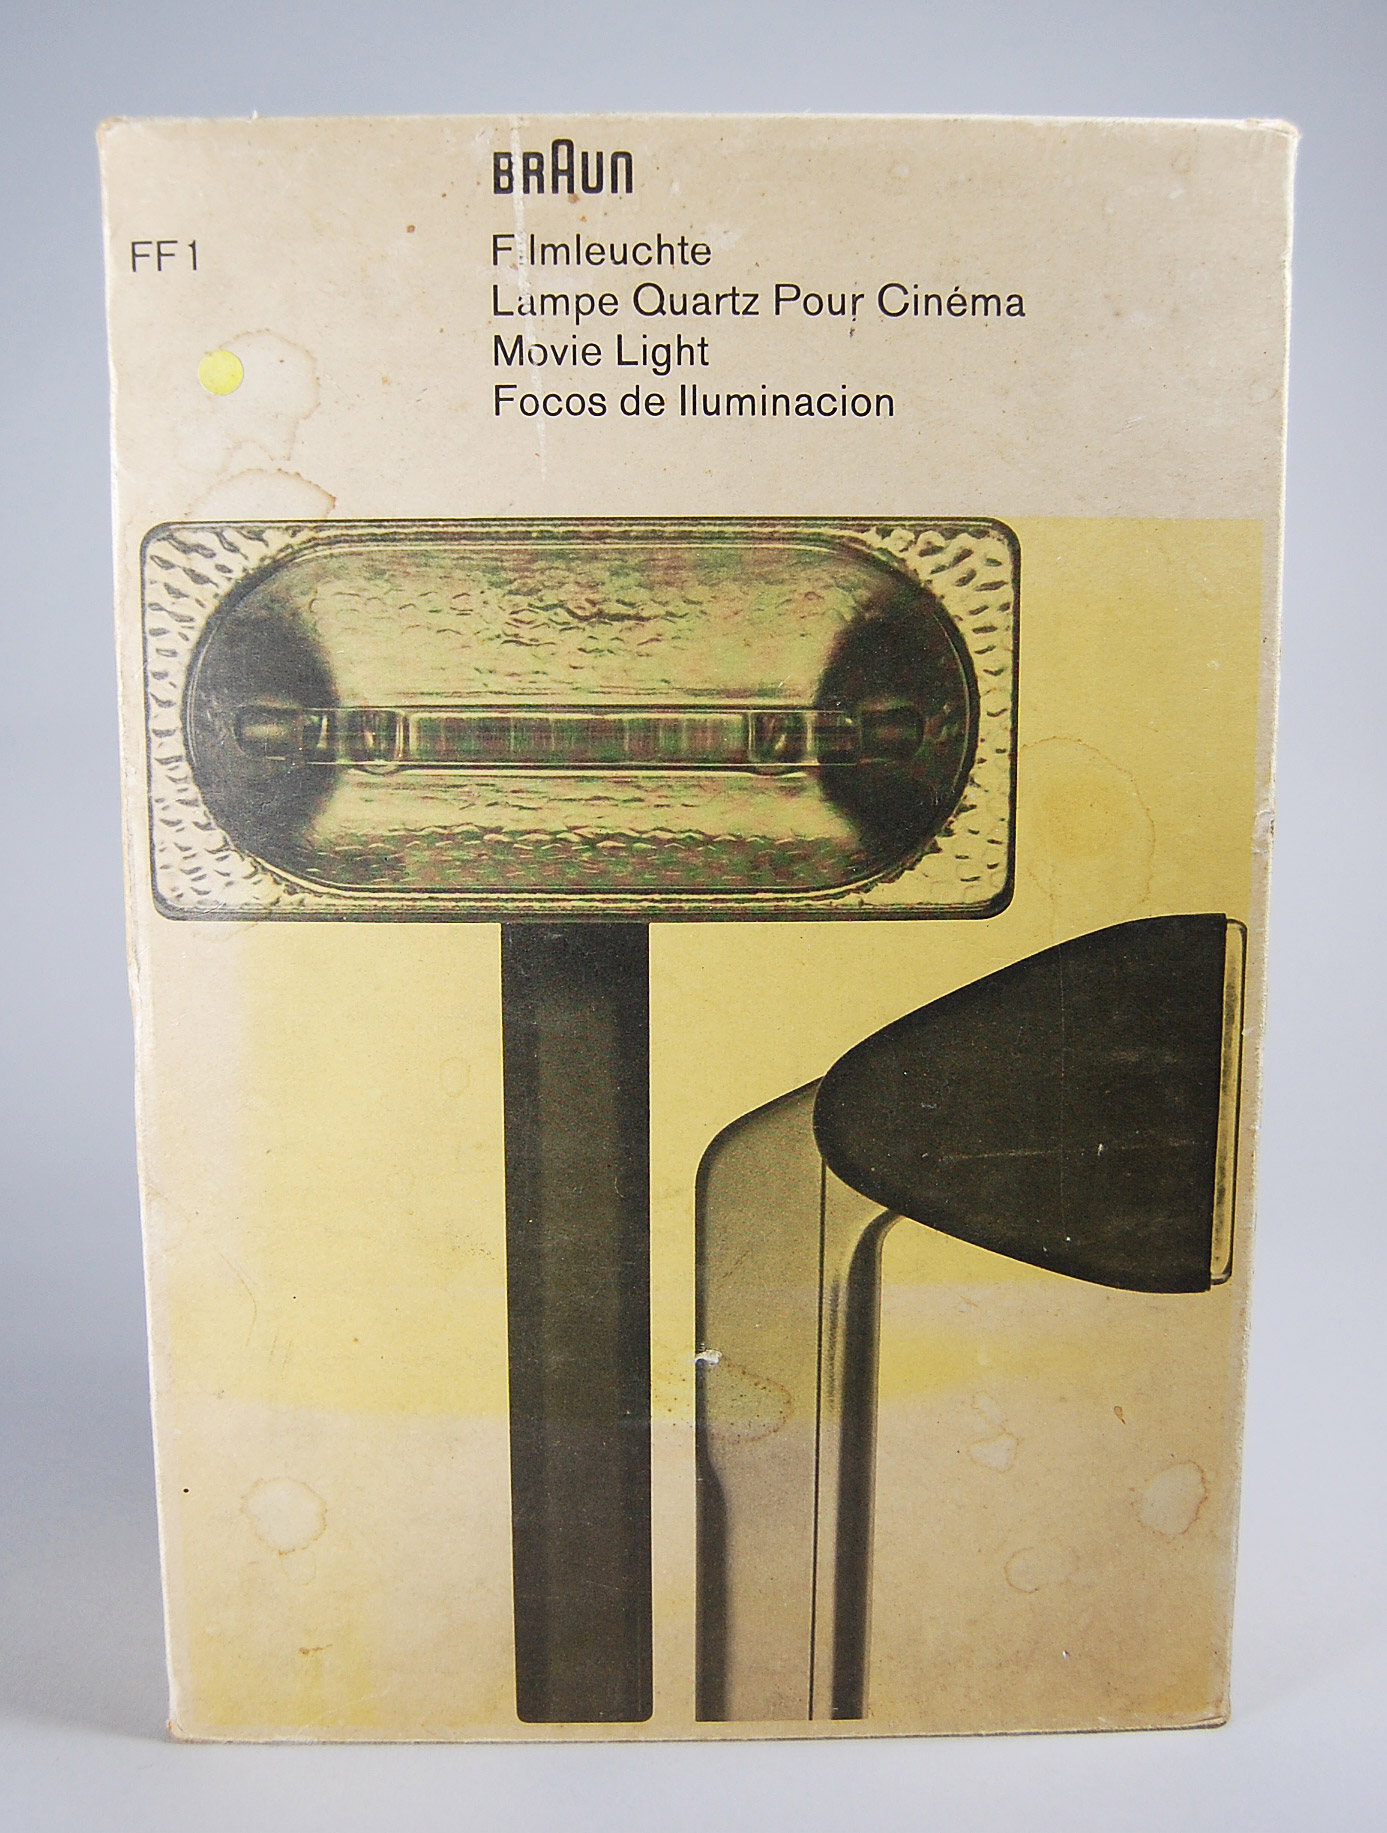 BRAUN
FF1
Filmleuchte
Lampe Quartz Pour Cinéma
Movie Light
Focos de Iluminacion